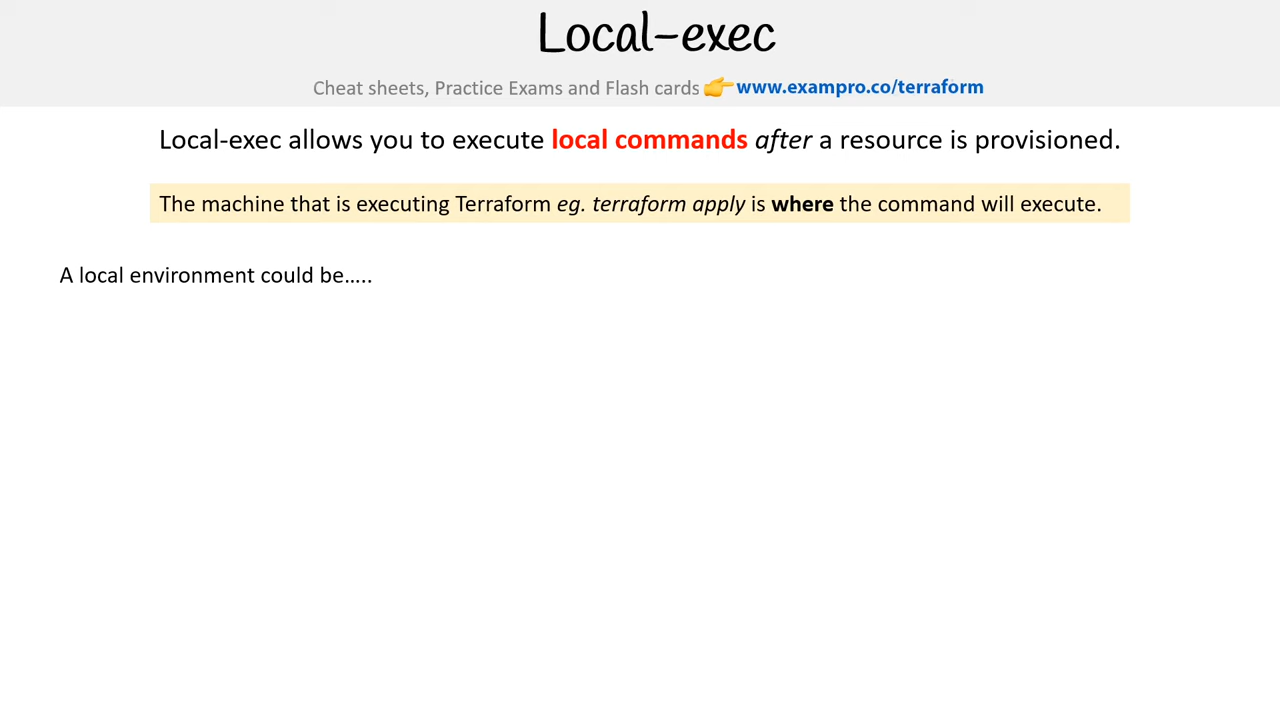 Local-exec
Cheat sheets, Practice Exams and Flash cards 👉 www.exampro.co/terraform
Local-exec allows you to execute local commands after a resource is provisioned.
The machine that is executing Terraform eg. terraform apply is where the command will execute.
A local environment could be…..